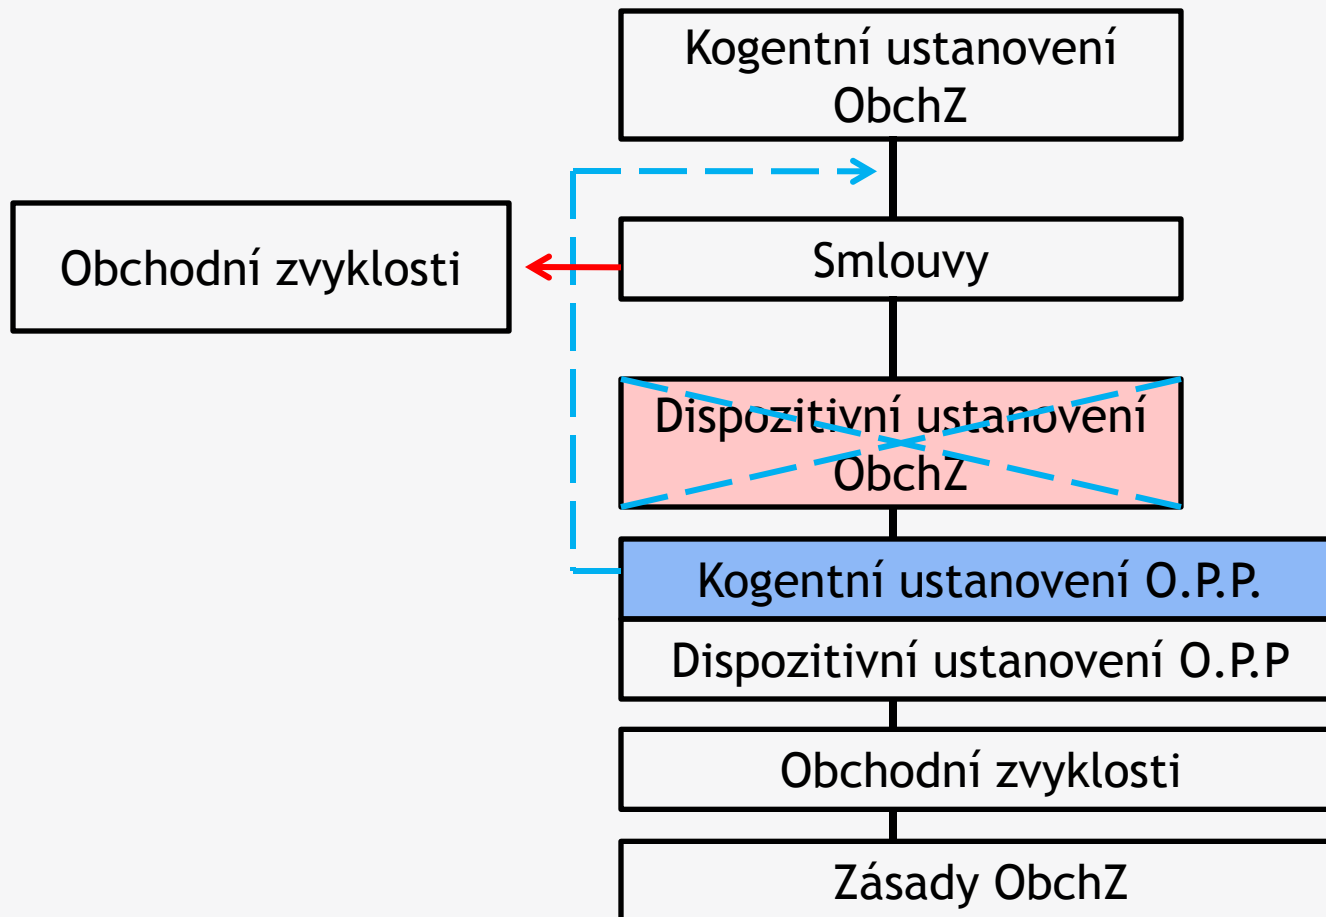 Kogentní ustanovení
ObchZ
Obchodní zvyklosti
Smlouvy
Dispozitivní ustanovení
ObchZ
Kogentní ustanovení O.P.P.
Dispozitivní ustanovení O.P.P
Obchodní zvyklosti
Zásady ObchZ